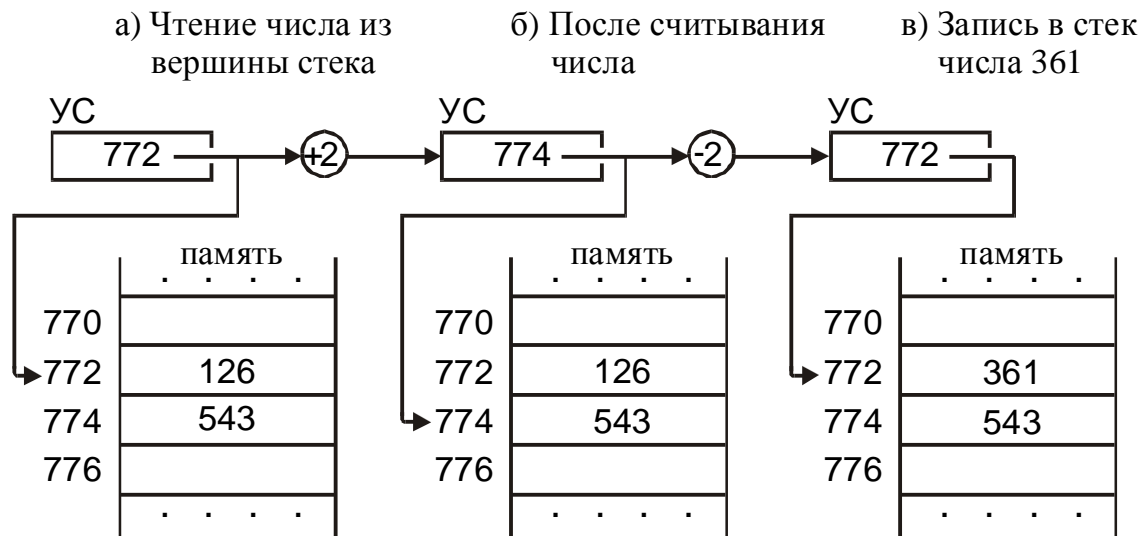 а) Чтение числа из
вершины стека
б) После считывания
числа
в) Запись в стек
числа 361
УС
772
+2
УС
774
-2
УС
772
память
. . . .
770
772 126
774 543
776
. . . .
память
. . . .
770
772 126
774 543
776
. . . .
память
. . . .
770
772 361
774 543
776
. . . .